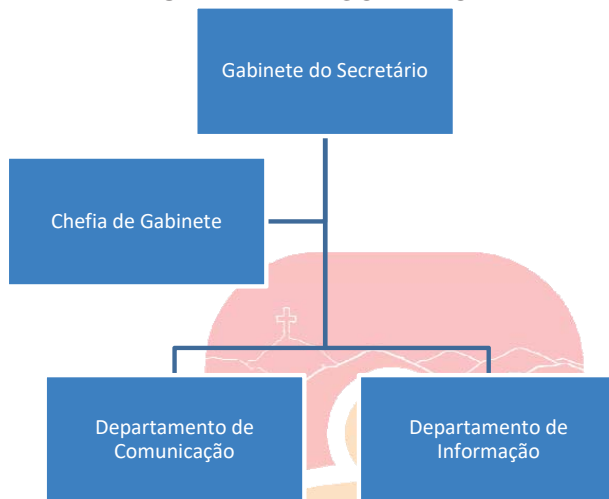 Gabinete do Secretário
Chefia de Gabinete
Departamento de
Comunicação
Departamento de
Informação